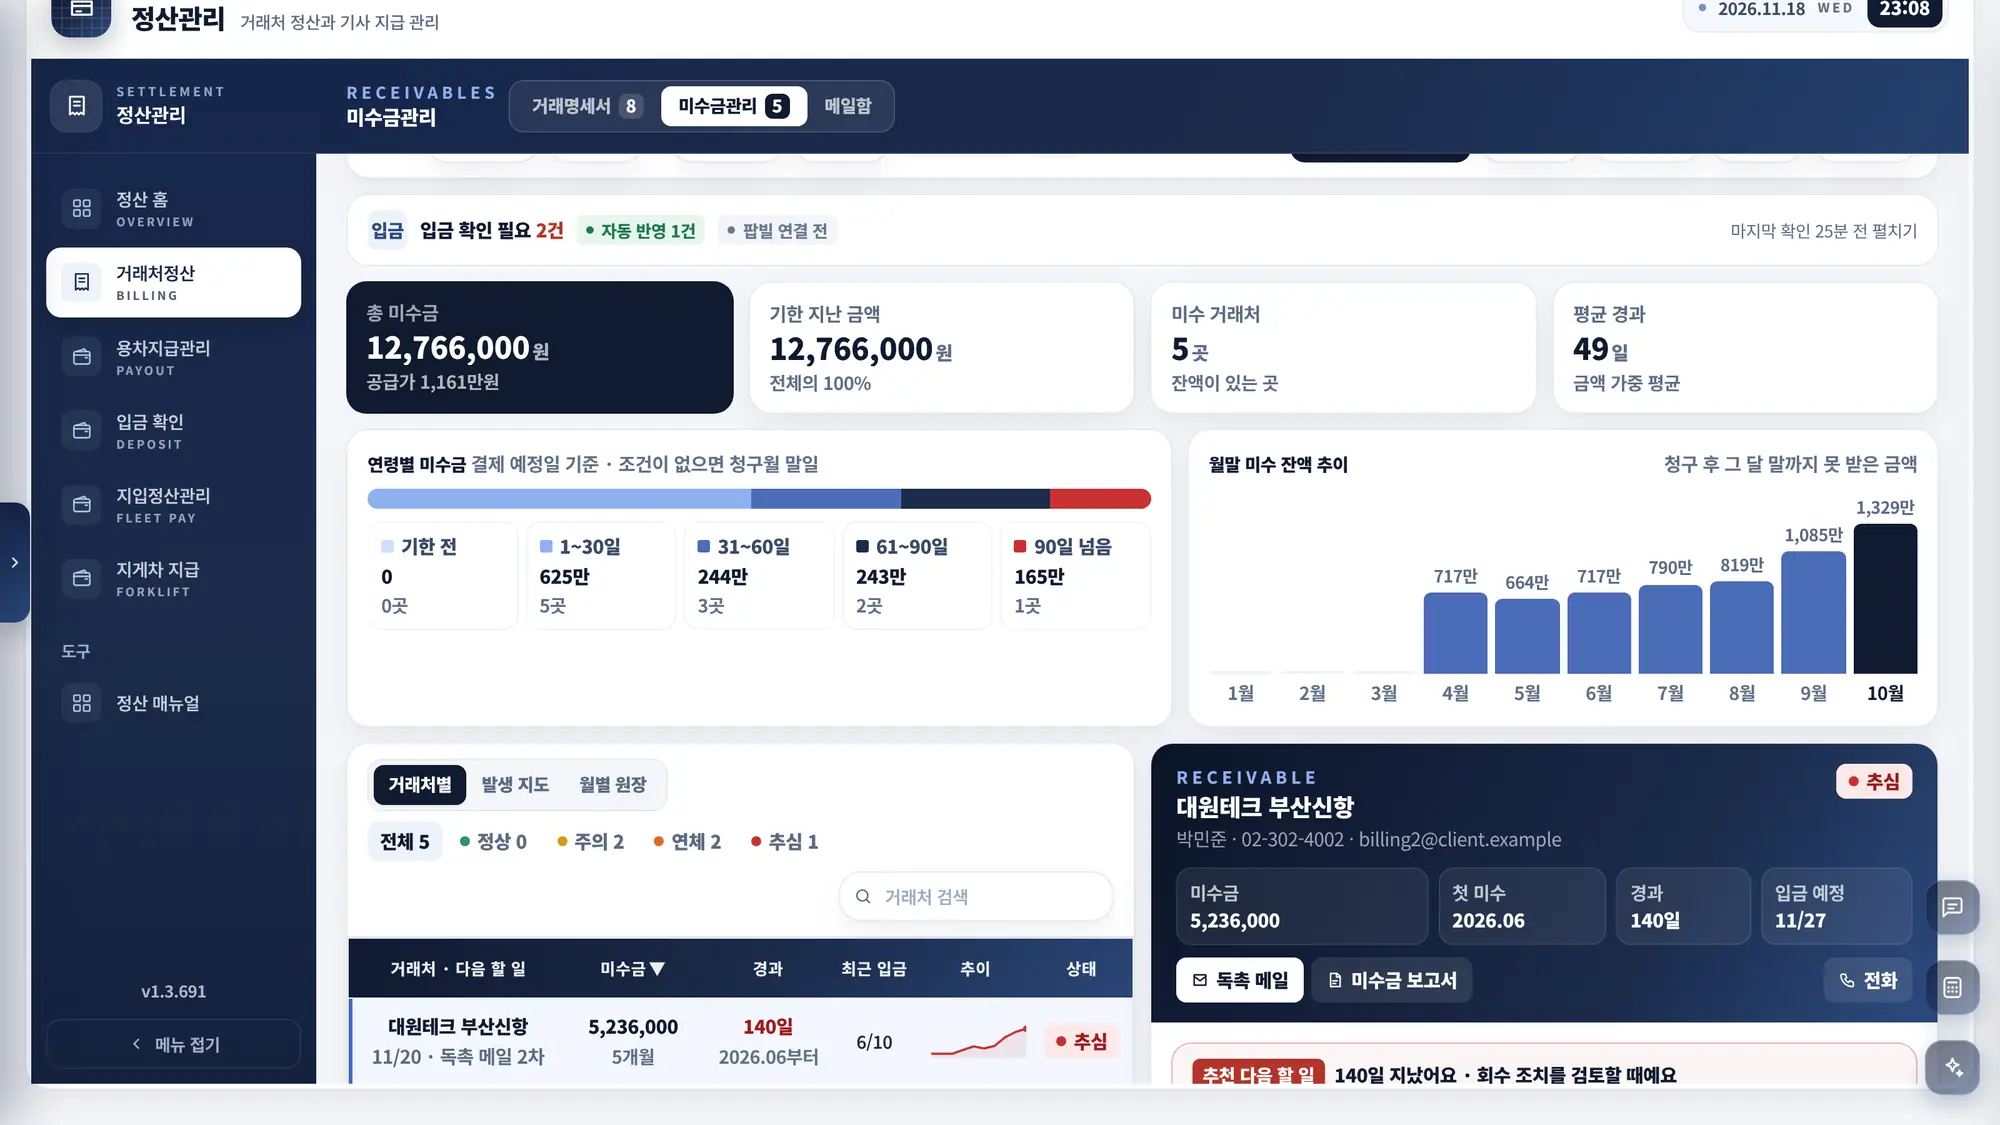 정산관리 거래처 정산과 기사 지급 관리
2026.11.18 WED 23:08
SETTLEMENT
정산관리
RECEIVABLES
미수금관리
거래명세서 8 미수금관리 5 메일함
정산 홈
OVERVIEW
거래처정산
BILLING
용차지급관리
PAYOUT
입금 확인
DEPOSIT
지입정산관리
FLEET PAY
지게차 지급
FORKLIFT
도구
정산 매뉴얼
v1.3.691
메뉴 접기
입금 입금 확인 필요 2건 자동 반영 1건 팝빌 연결 전
마지막 확인 25분 전 펼치기
총 미수금
12,766,000원
공급가 1,161만원
기한 지난 금액
12,766,000원
전체의 100%
미수 거래처
5곳
잔액이 있는 곳
평균 경과
49일
금액 가중 평균
연령별 미수금 결제 예정일 기준 · 조건이 없으면 청구월 말일
기한 전
0
0곳
1~30일
625만
5곳
31~60일
244만
3곳
61~90일
243만
2곳
90일 넘음
165만
1곳
월말 미수 잔액 추이
청구 후 그 달 말까지 못 받은 금액
717만 664만 717만 790만 819만 1,085만 1,329만
1월 2월 3월 4월 5월 6월 7월 8월 9월 10월
거래처별 발생 지도 월별 원장
전체 5 정상 0 주의 2 연체 2 추심 1
거래처 검색
거래처 · 다음 할 일 미수금▼ 경과 최근 입금 추이 상태
대원테크 부산신항 5,236,000 140일 6/10 추심
11/20 · 독촉 메일 2차 5개월 2026.06부터
RECEIVABLE
대원테크 부산신항
추심
박민준 · 02-302-4002 · billing2@client.example
미수금
5,236,000
첫 미수
2026.06
경과
140일
입금 예정
11/27
독촉 메일 미수금 보고서 전화
추천 다음 할 일 140일 지났어요 · 회수 조치를 검토할 때예요